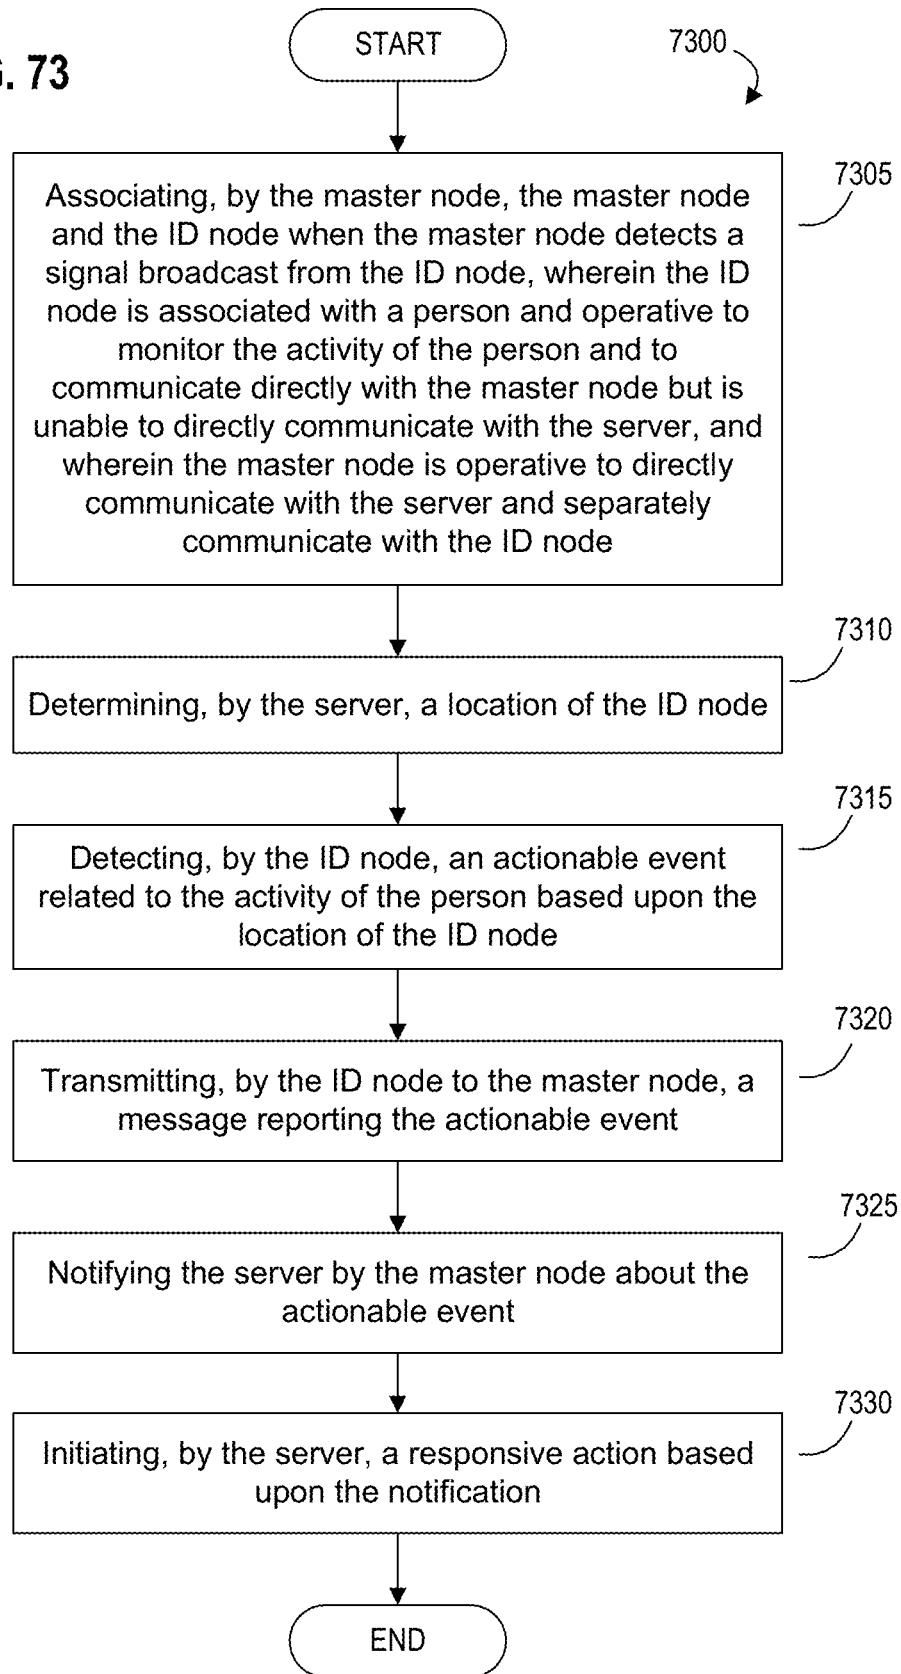 START
7300
. 73
7305
Associating, by the master node, the master node
and the ID node when the master node detects a
signal broadcast from the ID node, wherein the ID
node is associated with a person and operative to
monitor the activity of the person and to
communicate directly with the master node but is
unable to directly communicate with the server, and
wherein the master node is operative to directly
communicate with the server and separately
communicate with the ID node
7310
Determining, by the server, a location of the ID node
7315
Detecting, by the ID node, an actionable event
related to the activity of the person based upon the
location of the ID node
7320
Transmitting, by the ID node to the master node, a
message reporting the actionable event
7325
Notifying the server by the master node about the
actionable event
7330
Initiating, by the server, a responsive action based
upon the notification
END